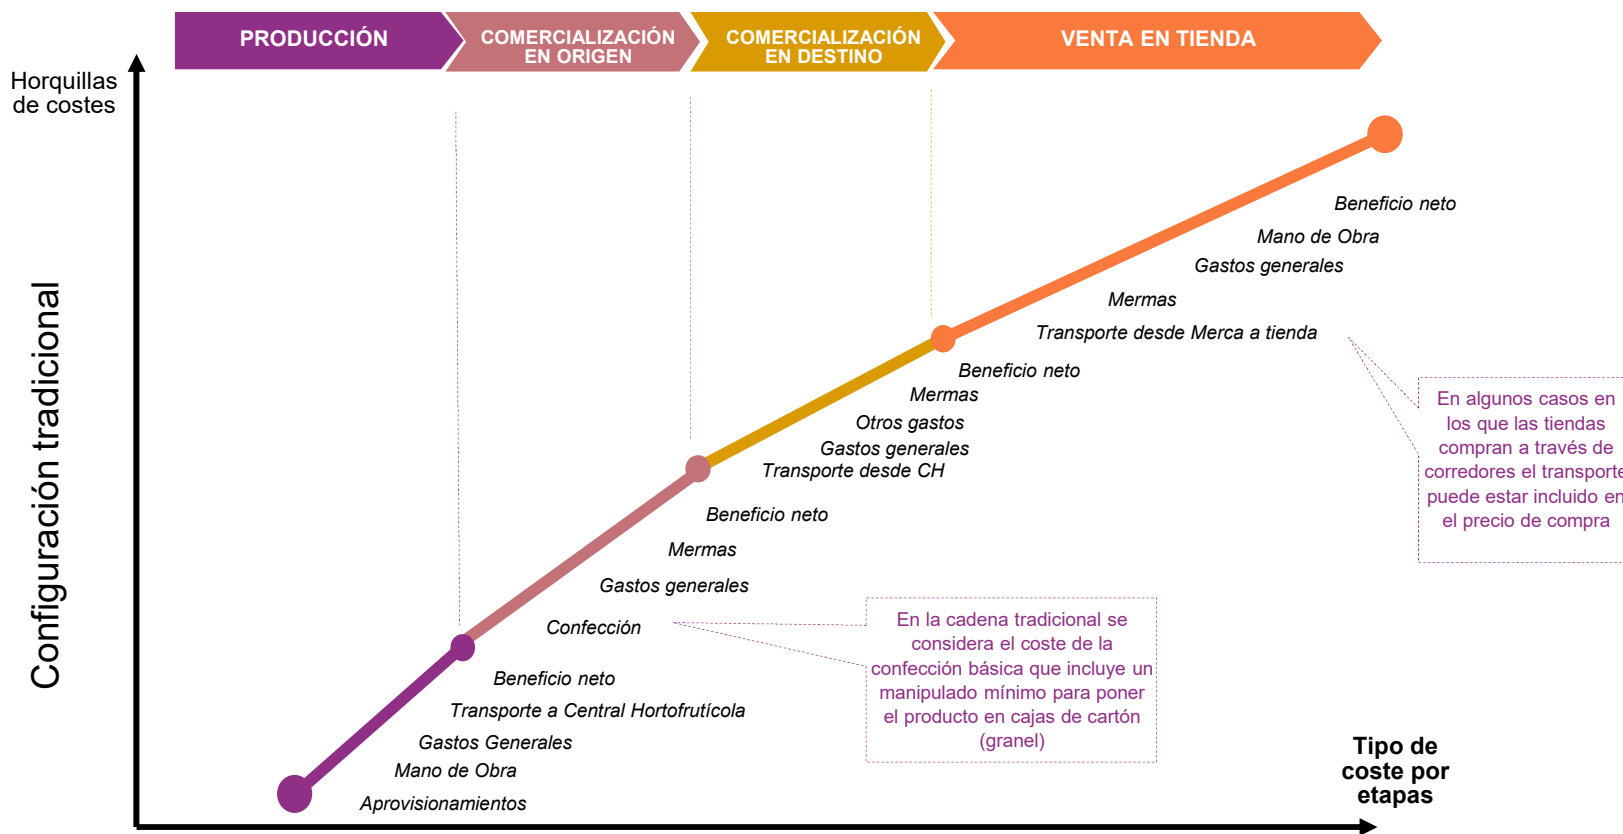 PRODUCCIÓN
COMERCIALIZACIÓN
EN ORIGEN
COMERCIALIZACIÓN
EN DESTINO
VENTA EN TIENDA
Horquillas
de costes
Configuración tradicional
Beneficio neto
Mano de Obra
Gastos generales
Mermas
Transporte desde Merca a tienda
Beneficio neto
Mermas
Otros gastos
Gastos generales
Transporte desde CH
Beneficio neto
Mermas
Gastos generales
Confección
Beneficio neto
Transporte a Central Hortofrutícola
Gastos Generales
Mano de Obra
Aprovisionamientos
En algunos casos en
los que las tiendas
compran a través de
corredores el transporte
puede estar incluido en
el precio de compra
En la cadena tradicional se
considera el coste de la
confección básica que incluye un
manipulado mínimo para poner
el producto en cajas de cartón
(granel)
Tipo de
coste por
etapas